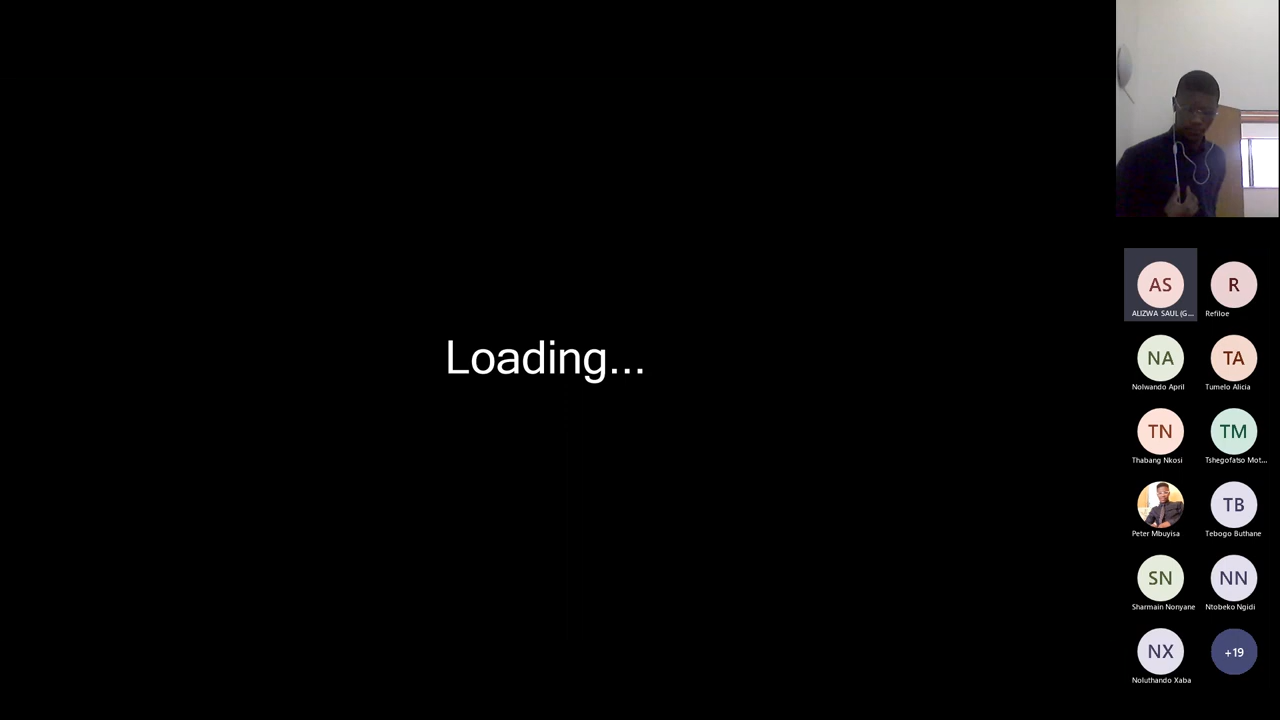 Loading...
AS R
ALIZWA SAUL (G... Refiloe
NA TA
Nolwando April Tumelo Alicia
TN TM
Thabang Nkosi Tshegofatso Mot...
TB
Peter Mbuyisa Tebogo Buthane
SN NN
Sharmain Nonyane Ntobeko Ngidi
NX +19
Noluthando Xaba